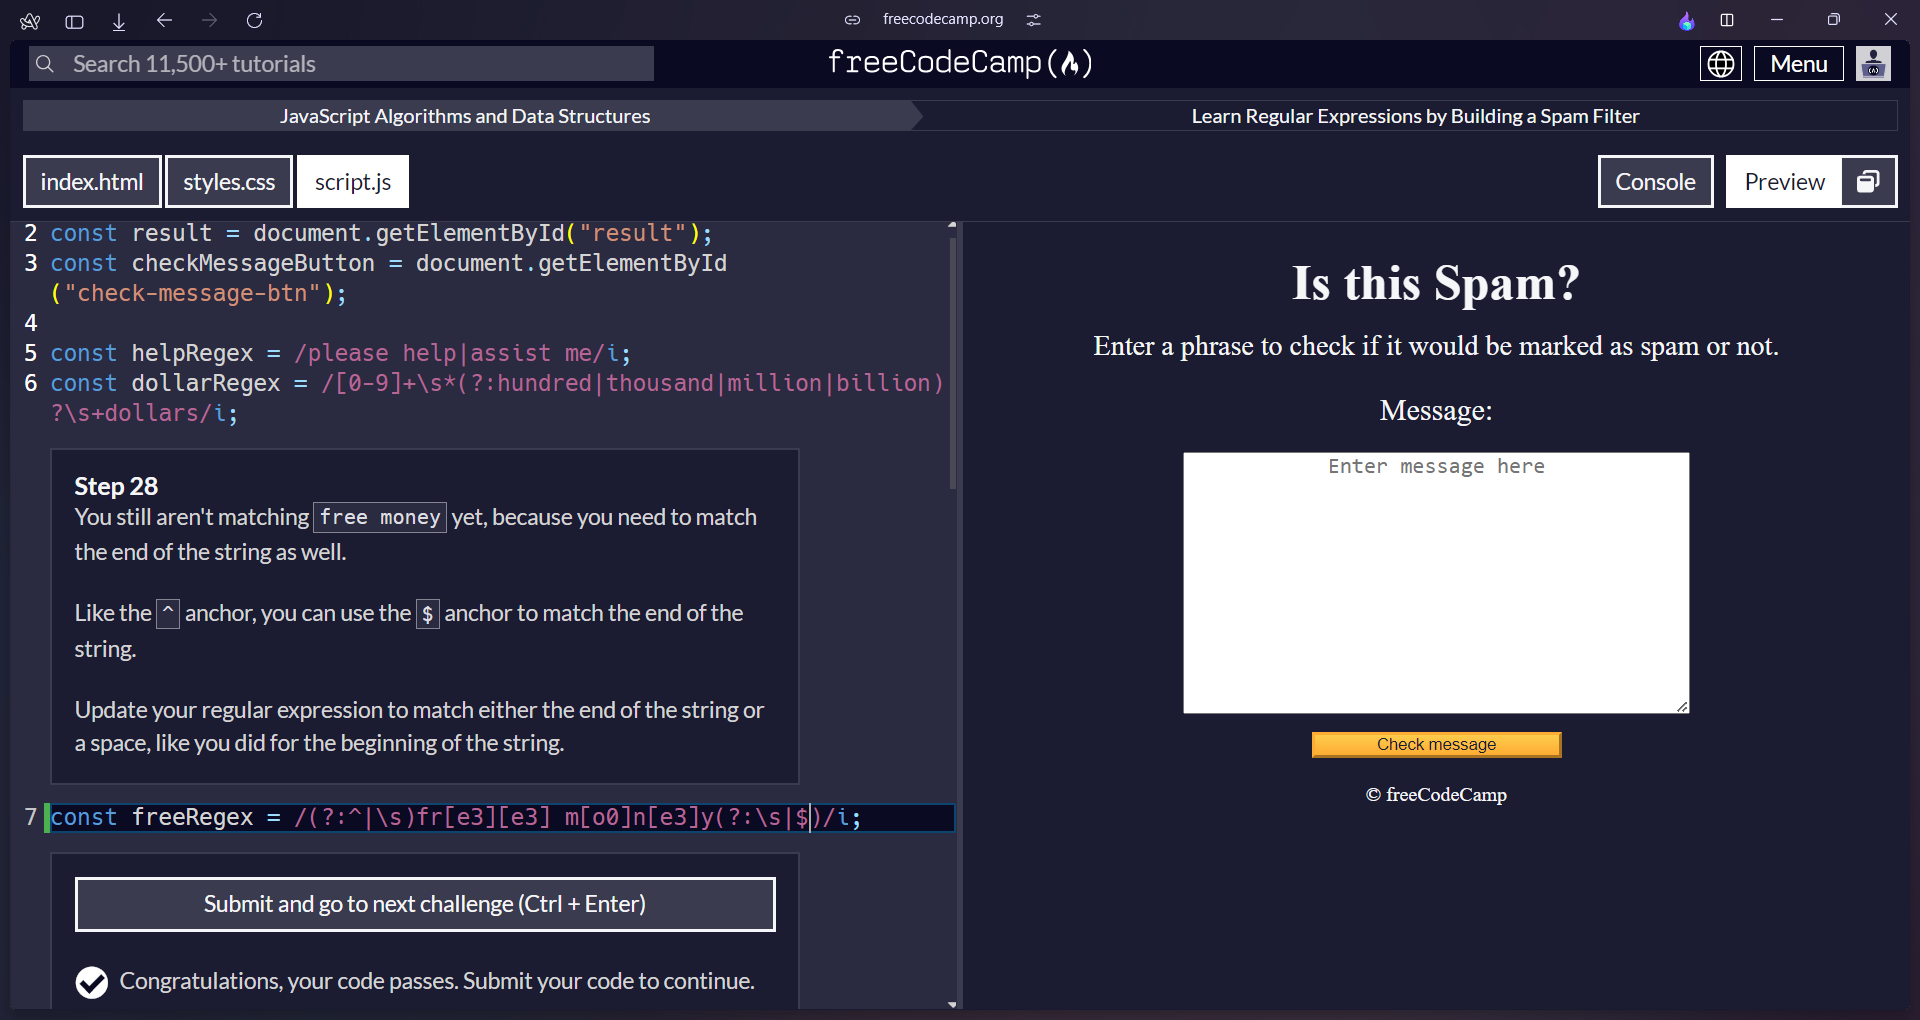 freecodecamp.org
Search 11,500+ tutorials
freeCodeCamp(🔥)
Menu
JavaScript Algorithms and Data Structures
Learn Regular Expressions by Building a Spam Filter
index.html
styles.css
script.js
Console
Preview
2 const result = document.getElementById("result");
3 const checkMessageButton = document.getElementById
("check-message-btn");
4
5 const helpRegex = /please help|assist me/i;
6 const dollarRegex = /[0-9]+\s*(?:hundred|thousand|million|billion)
?\s+dollars/i;
Step 28
You still aren't matching free money yet, because you need to match
the end of the string as well.
Like the ^ anchor, you can use the $ anchor to match the end of the
string.
Update your regular expression to match either the end of the string or
a space, like you did for the beginning of the string.
7 const freeRegex = /(?:^|\s)fr[e3][e3] m[o0]n[e3]y(?:\s|$)/i;
Submit and go to next challenge (Ctrl + Enter)
Congratulations, your code passes. Submit your code to continue.
Is this Spam?
Enter a phrase to check if it would be marked as spam or not.
Message:
Enter message here
Check message
© freeCodeCamp